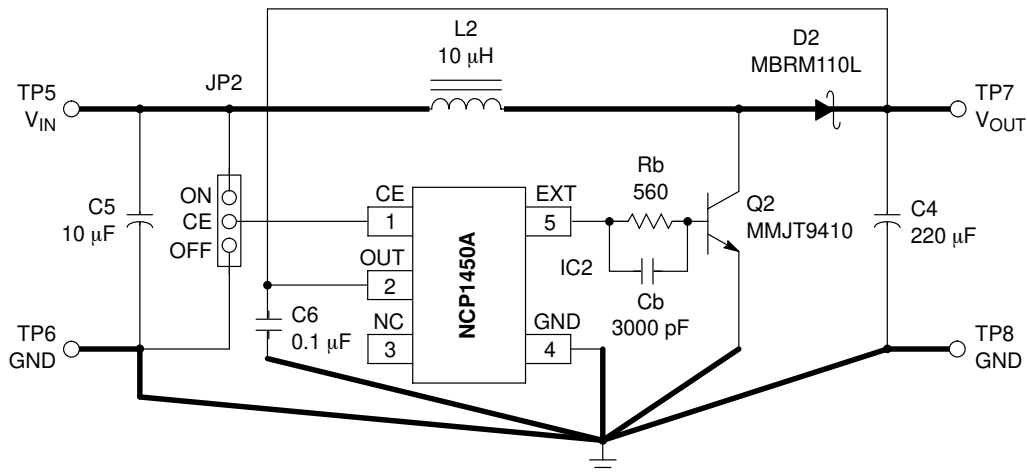 L2
10 μH
D2
MBRM110L
JP2
TP5
V_IN
TP7
V_OUT
ON
CE
OFF
C5
10 μF
CE
1
OUT
2
NC
3
NCP1450A
EXT
5
GND
4
Rb
560
IC2
Cb
3000 pF
Q2
MMJT9410
C4
220 μF
C6
0.1 μF
TP6
GND
TP8
GND